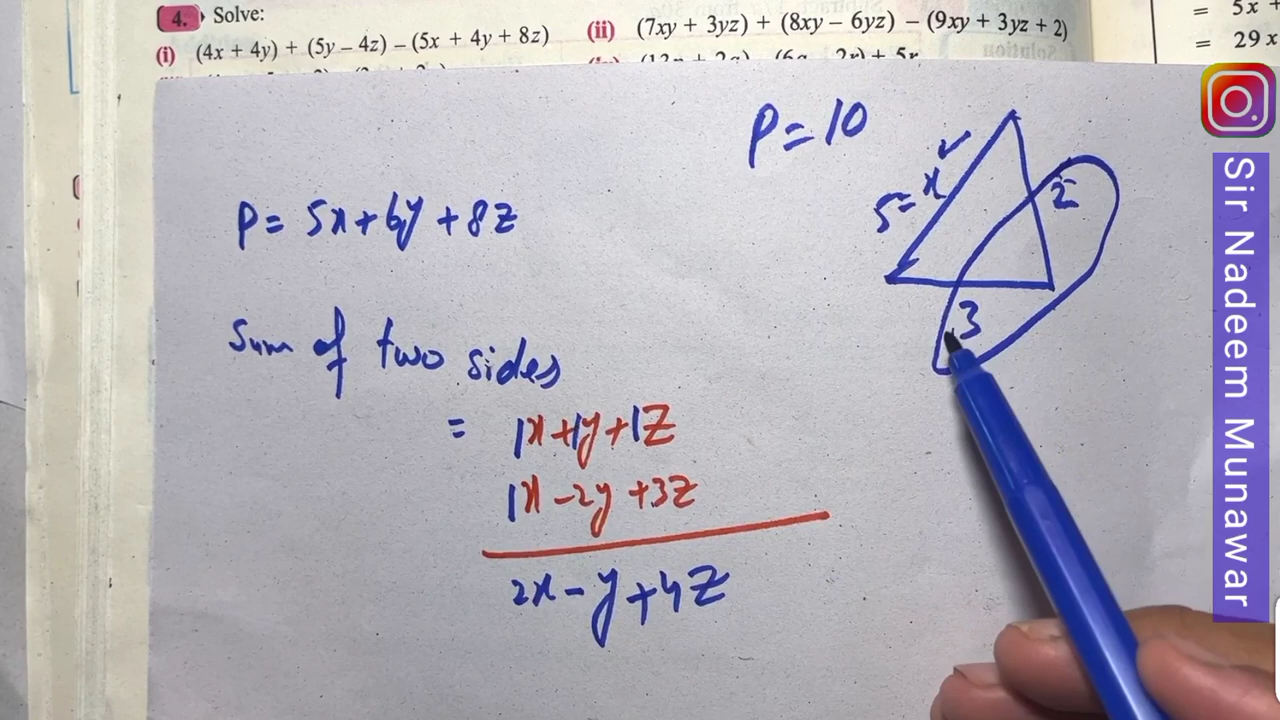 4. Solve:
(i) (4x + 4y) + (5y – 4z) – (5x + 4y + 8z) (ii) (7xy + 3yz) + (8xy – 6yz) – (9xy + 3yz + 2)
= 5x +
= 29x
P = 10
P = 5x + 6y + 8z
5 = x ✓
2
3
Sum of two sides
= 1x + 1y + 1z
1x – 2y + 3z
2x – y + 4z
Sir Nadeem Munawar